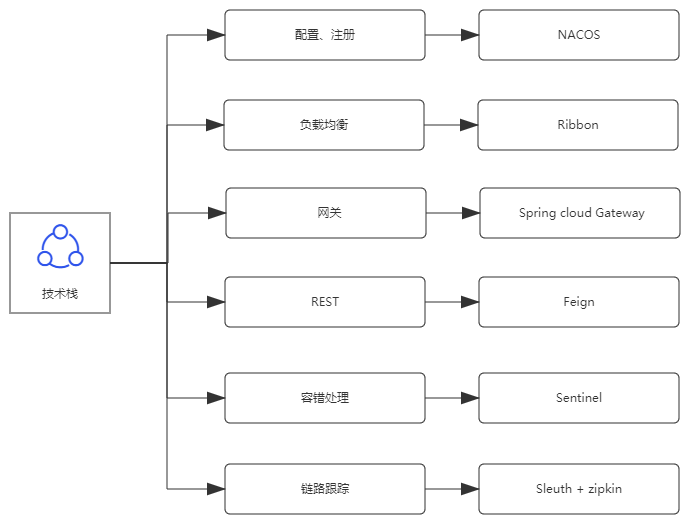 配置、注册
NACOS
负载均衡
Ribbon
网关
Spring cloud Gateway
技术栈
REST
Feign
容错处理
Sentinel
链路跟踪
Sleuth + zipkin